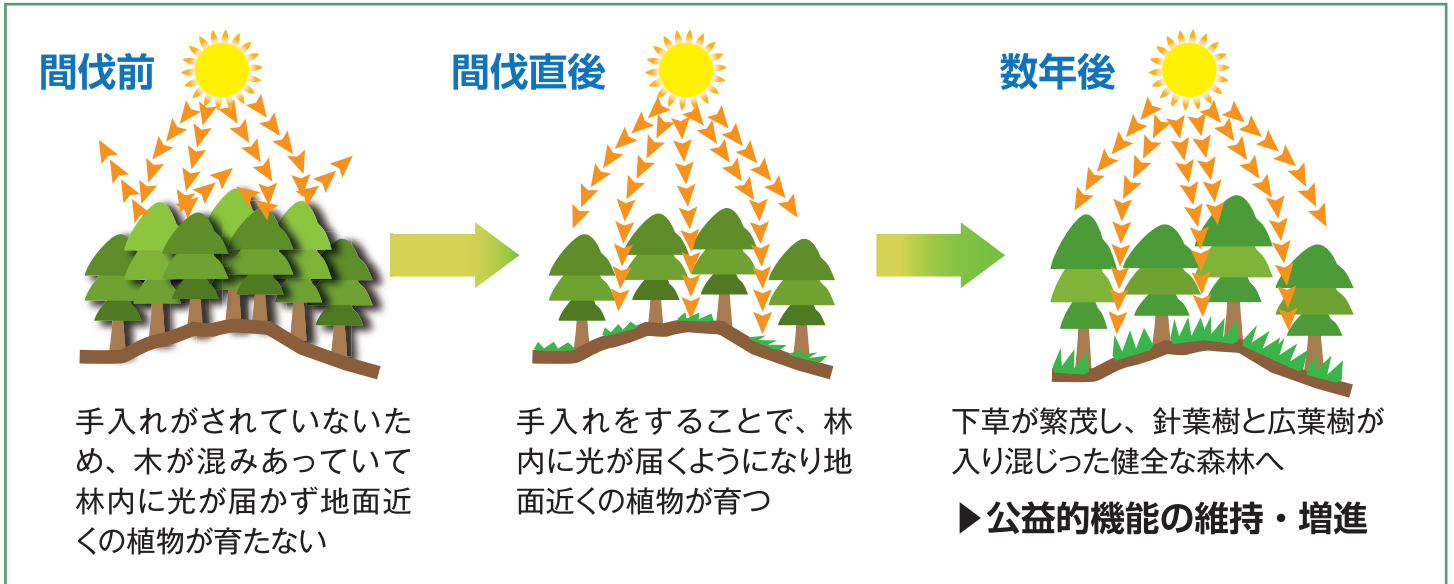 間伐前
手入れがされていないた
め、木が混みあっていて
林内に光が届かず地面近
くの植物が育たない
間伐直後
手入れをすることで、林
内に光が届くようになり地
面近くの植物が育つ
数年後
下草が繁茂し、針葉樹と広葉樹が
入り混じった健全な森林へ
▶公益的機能の維持・増進